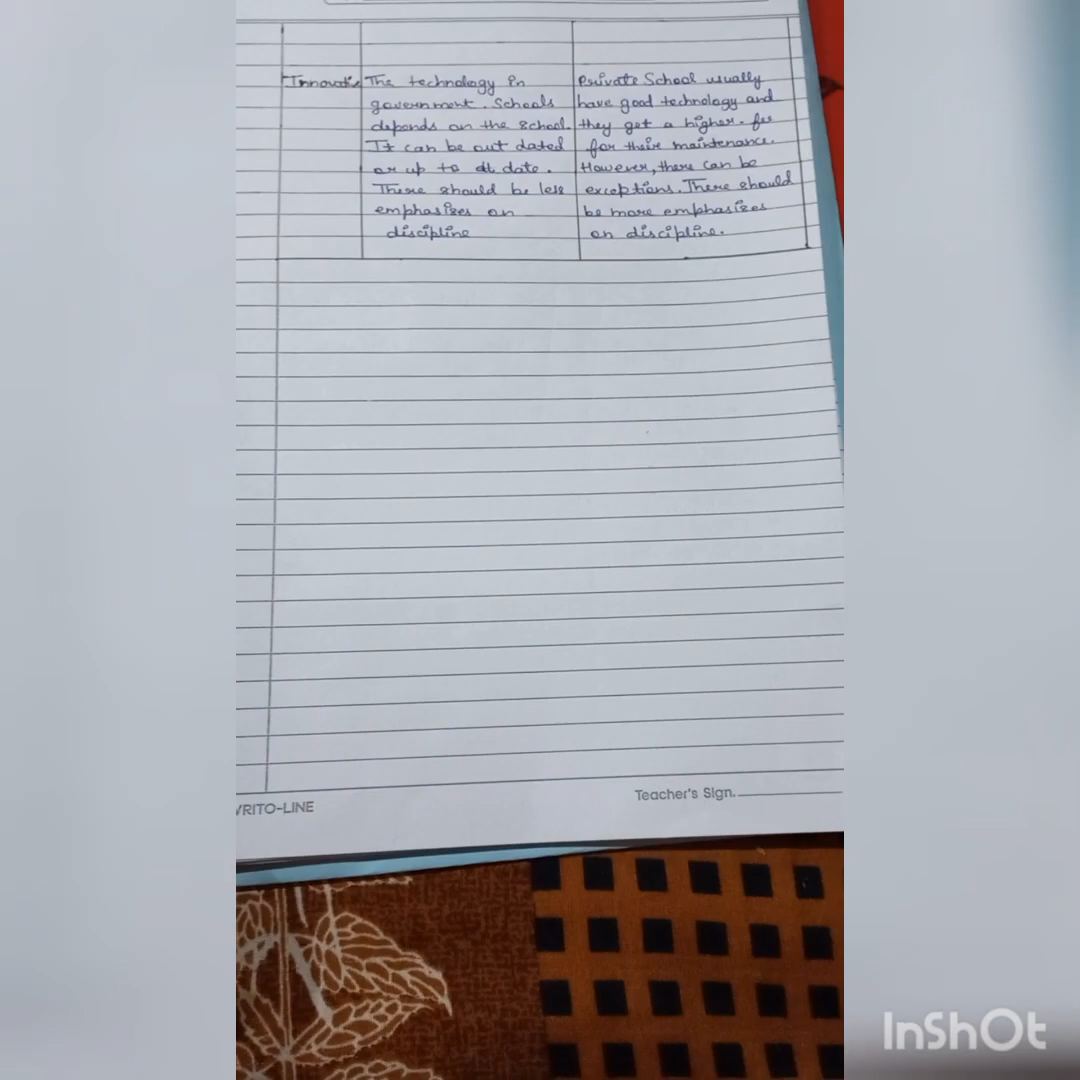 Innovatie
The technology in
government. Schools
depends on the School.
It can be out dated
or up to dt date.
There should be less
emphasizes on
discipline
Private School usually
have good technology and
they get a higher. fee
for their maintenance.
However, there can be
exceptions. There should
be more emphasizes
on discipline.
Teacher's Sign.
VRITO-LINE
InShOt